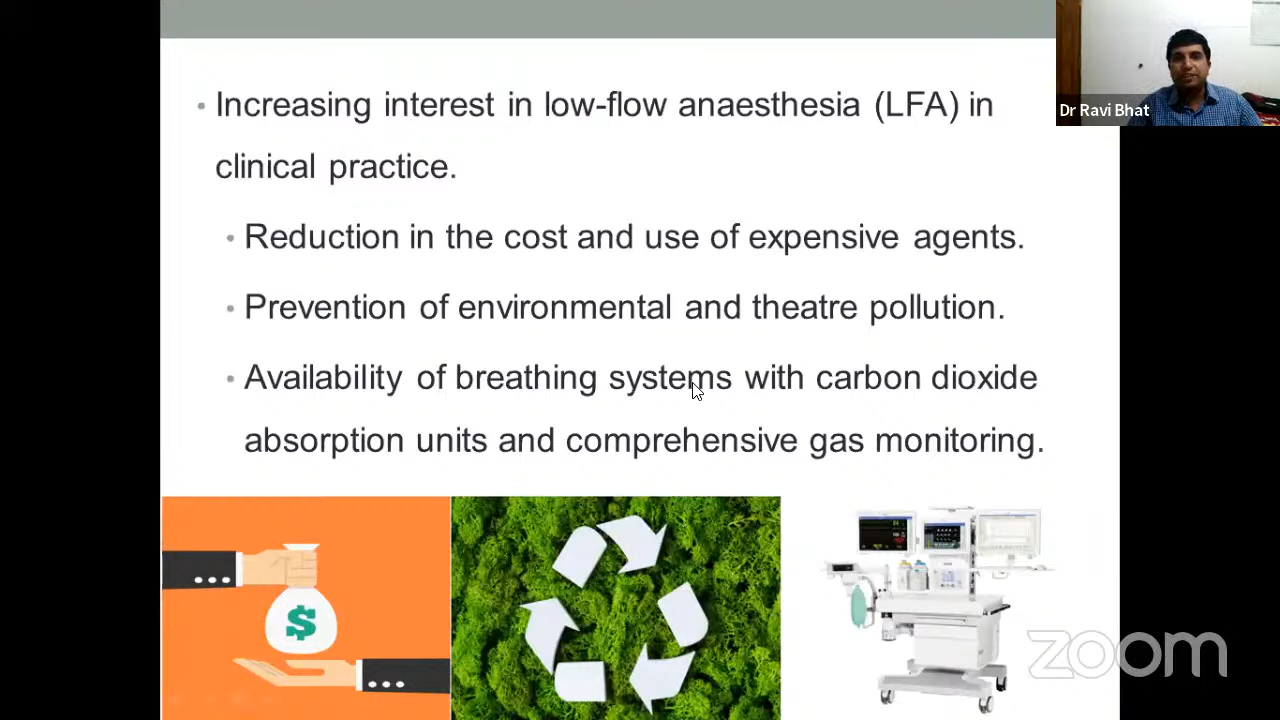 Increasing interest in low-flow anaesthesia (LFA) in
clinical practice.
Reduction in the cost and use of expensive agents.
Prevention of environmental and theatre pollution.
Availability of breathing systems with carbon dioxide
absorption units and comprehensive gas monitoring.
Dr Ravi Bhat
$
zoom